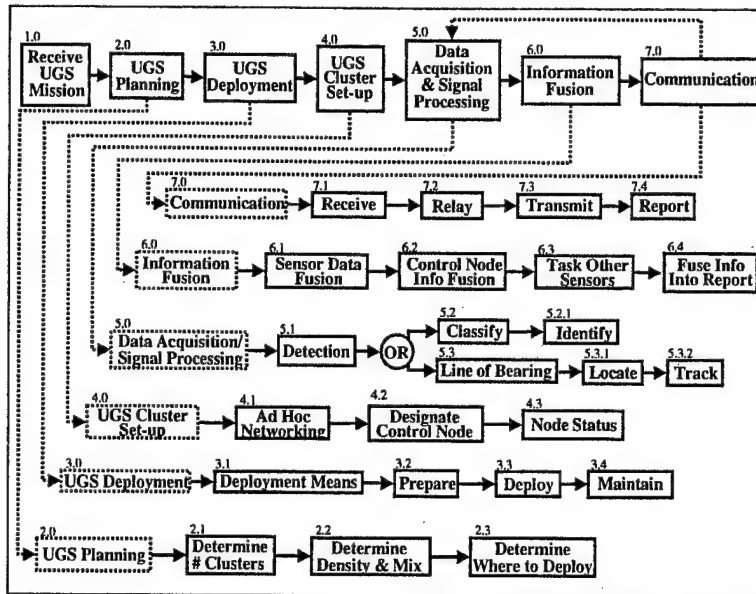 1.0
Receive
UGS
Mission
2.0
UGS
Planning
3.0
UGS
Deployment
4.0
UGS
Cluster
Set-up
5.0
Data
Acquisition
& Signal
Processing
6.0
Information
Fusion
7.0
Communication
7.0
Communication
7.1
Receive
7.2
Relay
7.3
Transmit
7.4
Report
6.0
Information
Fusion
6.1
Sensor Data
Fusion
6.2
Control Node
Info Fusion
6.3
Task Other
Sensors
6.4
Fuse Info
Into Report
5.0
Data Acquisition/
Signal Processing
5.1
Detection
OR
5.2
Classify
5.2.1
Identify
5.3
Line of Bearing
5.3.1
Locate
5.3.2
Track
4.0
UGS Cluster
Set-up
4.1
Ad Hoc
Networking
4.2
Designate
Control Node
4.3
Node Status
3.0
UGS Deployment
3.1
Deployment Means
3.2
Prepare
3.3
Deploy
3.4
Maintain
2.0
UGS Planning
2.1
Determine
# Clusters
2.2
Determine
Density & Mix
2.3
Determine
Where to Deploy